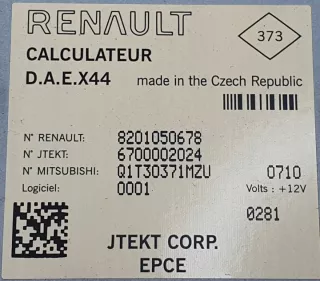 RENAULT
373
CALCULATEUR
D.A.E.X44 made in the Czech Republic
N° RENAULT: 8201050678
N° JTEKT: 6700002024
N° MITSUBISHI: Q1T30371MZU 0710
Logiciel: 0001 Volts : +12V
0281
JTEKT CORP.
EPCE